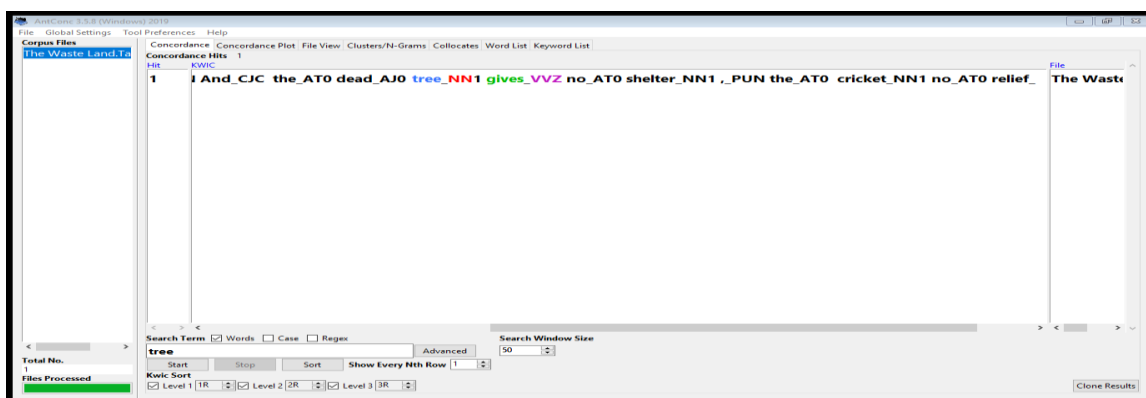 AntConc 3.5.8 (Windows) 2019
File Global Settings Tool Preferences Help
Corpus Files
The Waste Land.Ta
Total No.
1
Files Processed
Concordance Concordance Plot File View Clusters/N-Grams Collocates Word List Keyword List
Concordance Hits 1
Hit KWIC File
1 And_CJC the_AT0 dead_AJ0 tree_NN1 gives_VVZ no_AT0 shelter_NN1 ,_PUN the_AT0 cricket_NN1 no_AT0 relief_ The Waste
Search Term Words Case Regex Search Window Size
tree Advanced 50
Start Stop Sort Show Every Nth Row 1
Kwic Sort
Level 1 1R Level 2 2R Level 3 3R Clone Results